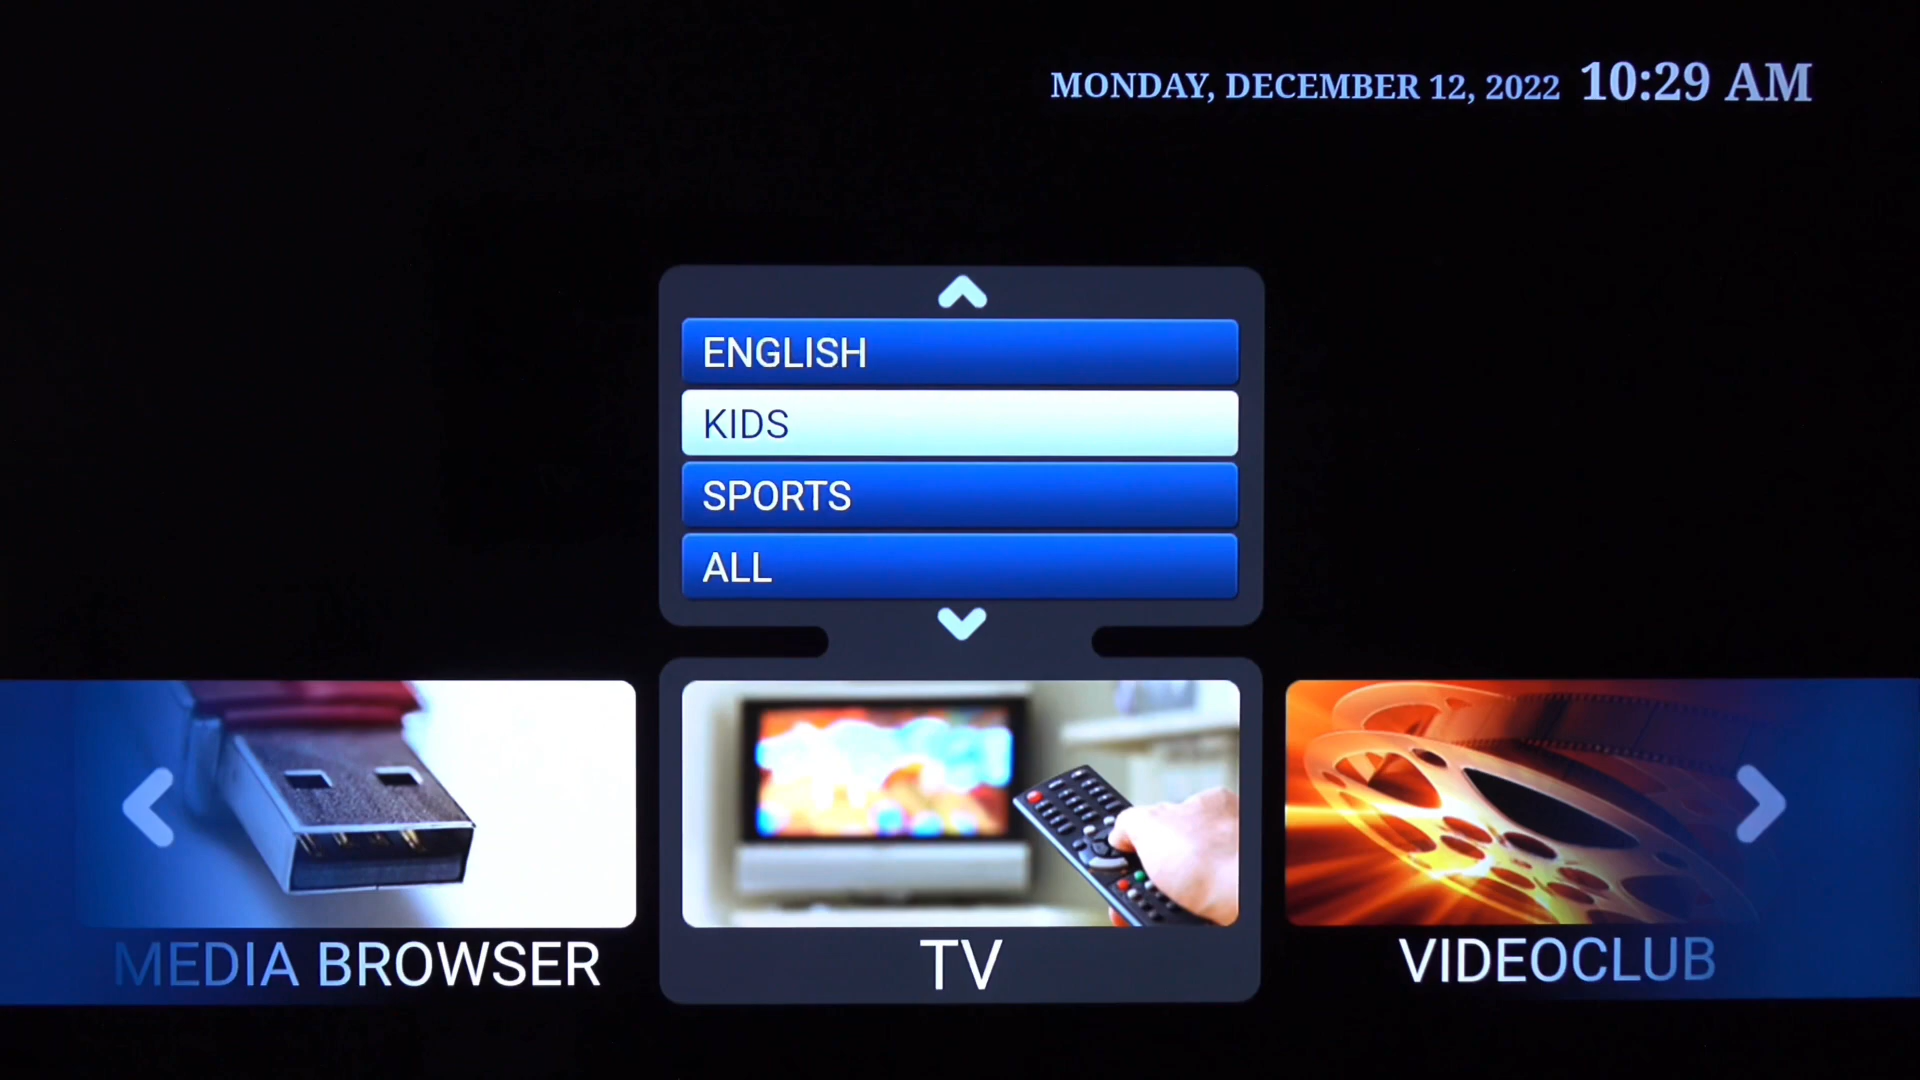 MONDAY, DECEMBER 12, 2022 10:29 AM
ENGLISH
KIDS
SPORTS
ALL
MEDIA BROWSER
TV
VIDEOCLUB